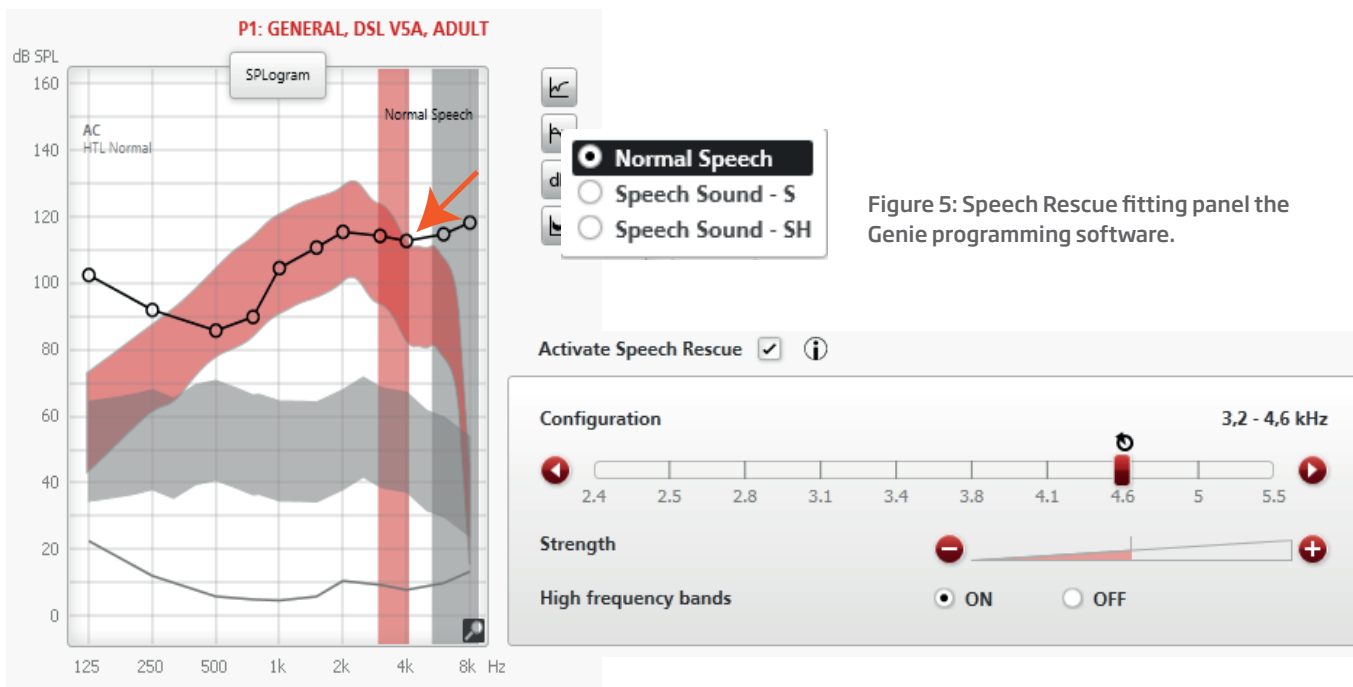 P1: GENERAL, DSL V5A, ADULT
dB SPL
SPLogram
160
140
120
100
80
60
40
20
0
Normal Speech
AC
HTL Normal
125 250 500 1k 2k 4k 8k Hz
Normal Speech
Speech Sound - S
Speech Sound - SH
Figure 5: Speech Rescue fitting panel the
Genie programming software.
Activate Speech Rescue
Configuration 3,2 - 4,6 kHz
2.4 2.5 2.8 3.1 3.4 3.8 4.1 4.6 5 5.5
Strength
High frequency bands ON OFF